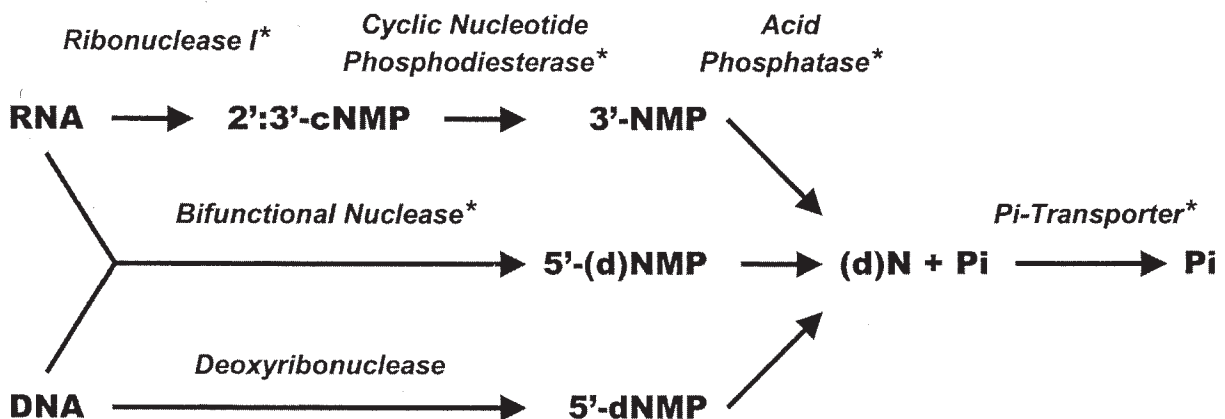 Ribonuclease I*
Cyclic Nucleotide
Phosphodiesterase*
Acid
Phosphatase*
RNA
2’:3’-cNMP
3’-NMP
Bifunctional Nuclease*
Pi-Transporter*
5’-(d)NMP
(d)N + Pi
Pi
Deoxyribonuclease
DNA
5’-dNMP